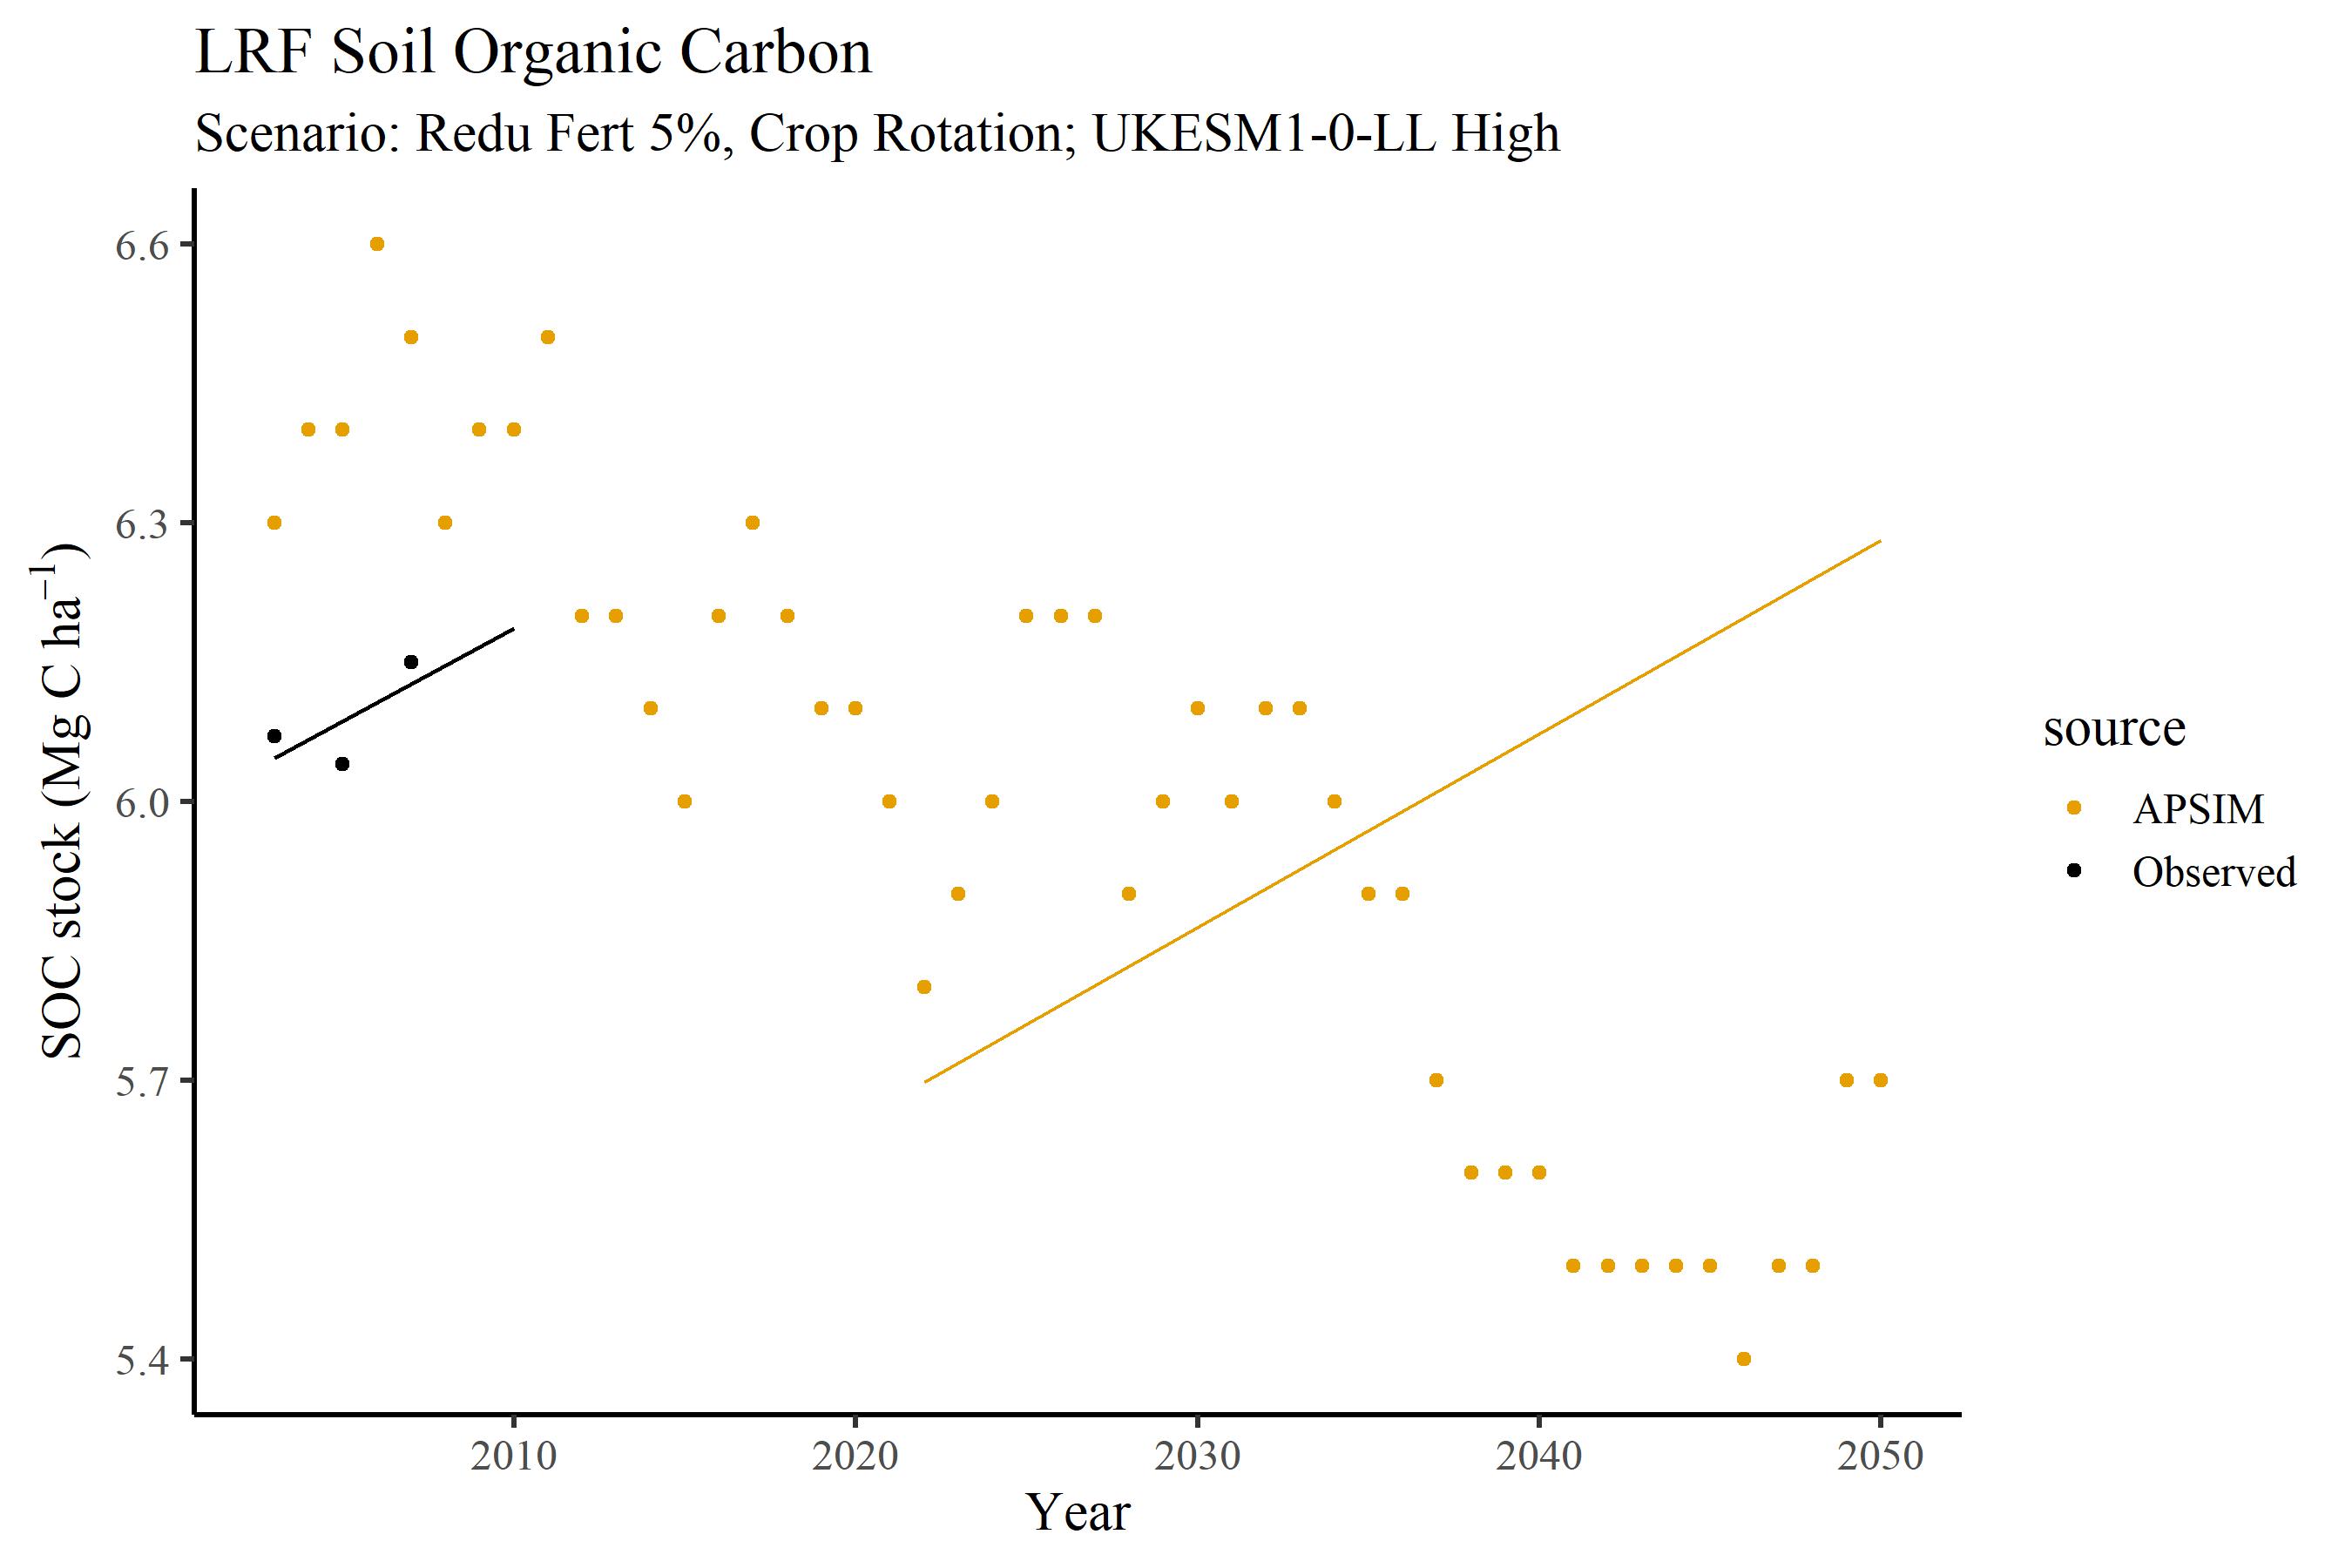 LRF Soil Organic Carbon
Scenario: Redu Fert 5%, Crop Rotation; UKESM1-0-LL High
SOC stock (Mg C ha⁻¹)
6.6
6.3
6.0
5.7
5.4
2010 2020 2030 2040 2050
Year
source
APSIM
Observed